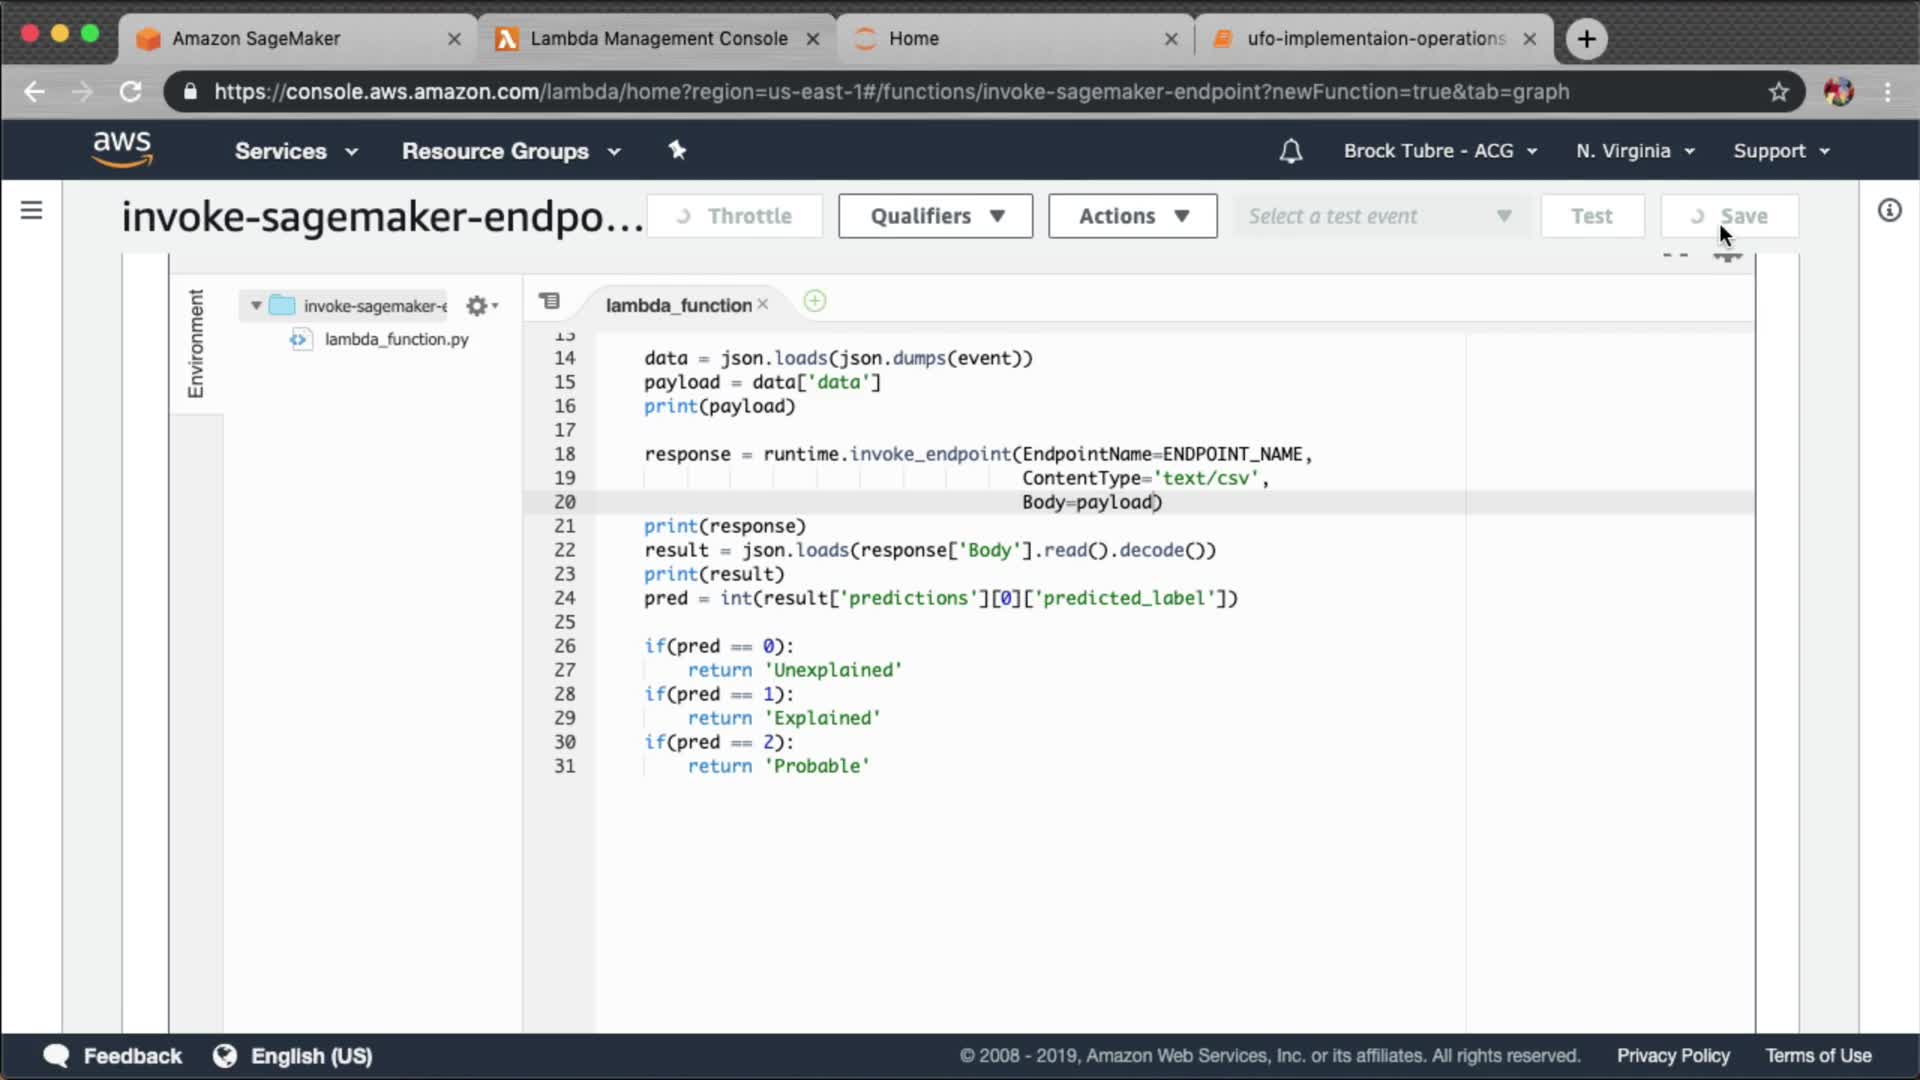 Amazon SageMaker
Lambda Management Console
Home
ufo-implementaion-operations
https://console.aws.amazon.com/lambda/home?region=us-east-1#/functions/invoke-sagemaker-endpoint?newFunction=true&tab=graph
aws
Services
Resource Groups
Brock Tubre - ACG
N. Virginia
Support
invoke-sagemaker-endpo...
Throttle
Qualifiers
Actions
Select a test event
Test
Save
Environment
invoke-sagemaker-e
lambda_function.py
lambda_function
13
14 data = json.loads(json.dumps(event))
15 payload = data['data']
16 print(payload)
17
18 response = runtime.invoke_endpoint(EndpointName=ENDPOINT_NAME,
19 ContentType='text/csv',
20 Body=payload)
21 print(response)
22 result = json.loads(response['Body'].read().decode())
23 print(result)
24 pred = int(result['predictions'][0]['predicted_label'])
25
26 if(pred == 0):
27 return 'Unexplained'
28 if(pred == 1):
29 return 'Explained'
30 if(pred == 2):
31 return 'Probable'
Feedback
English (US)
© 2008 - 2019, Amazon Web Services, Inc. or its affiliates. All rights reserved.
Privacy Policy
Terms of Use